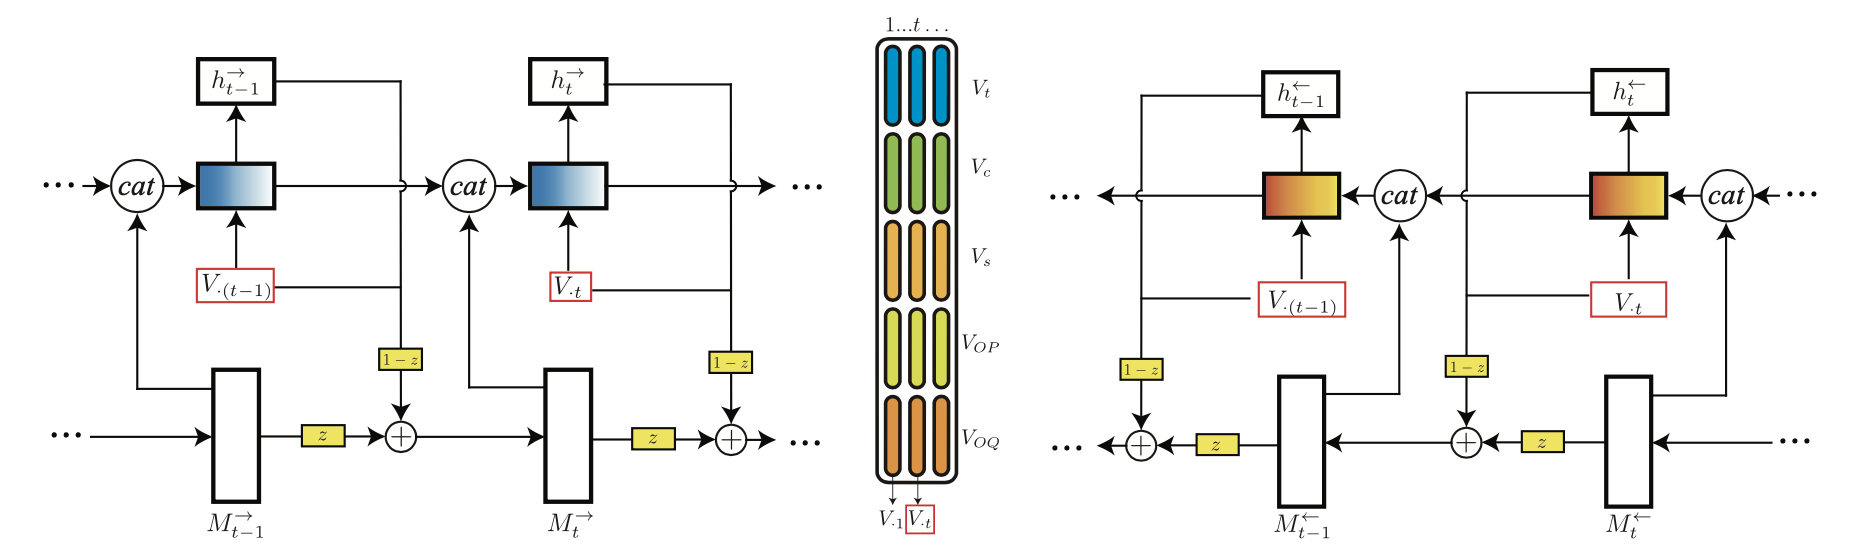 1...t ...
h→t−1
h→t
Vt
h←t−1
h←t
... cat cat ...
Vc
... cat cat ...
V·(t−1)
V·t
Vs
V·(t−1)
V·t
1 − z
1 − z
VOP
1 − z
1 − z
... z + z + ...
VOQ
... + z + z ...
M→t−1
M→t
V·1 V·t
M←t−1
M←t